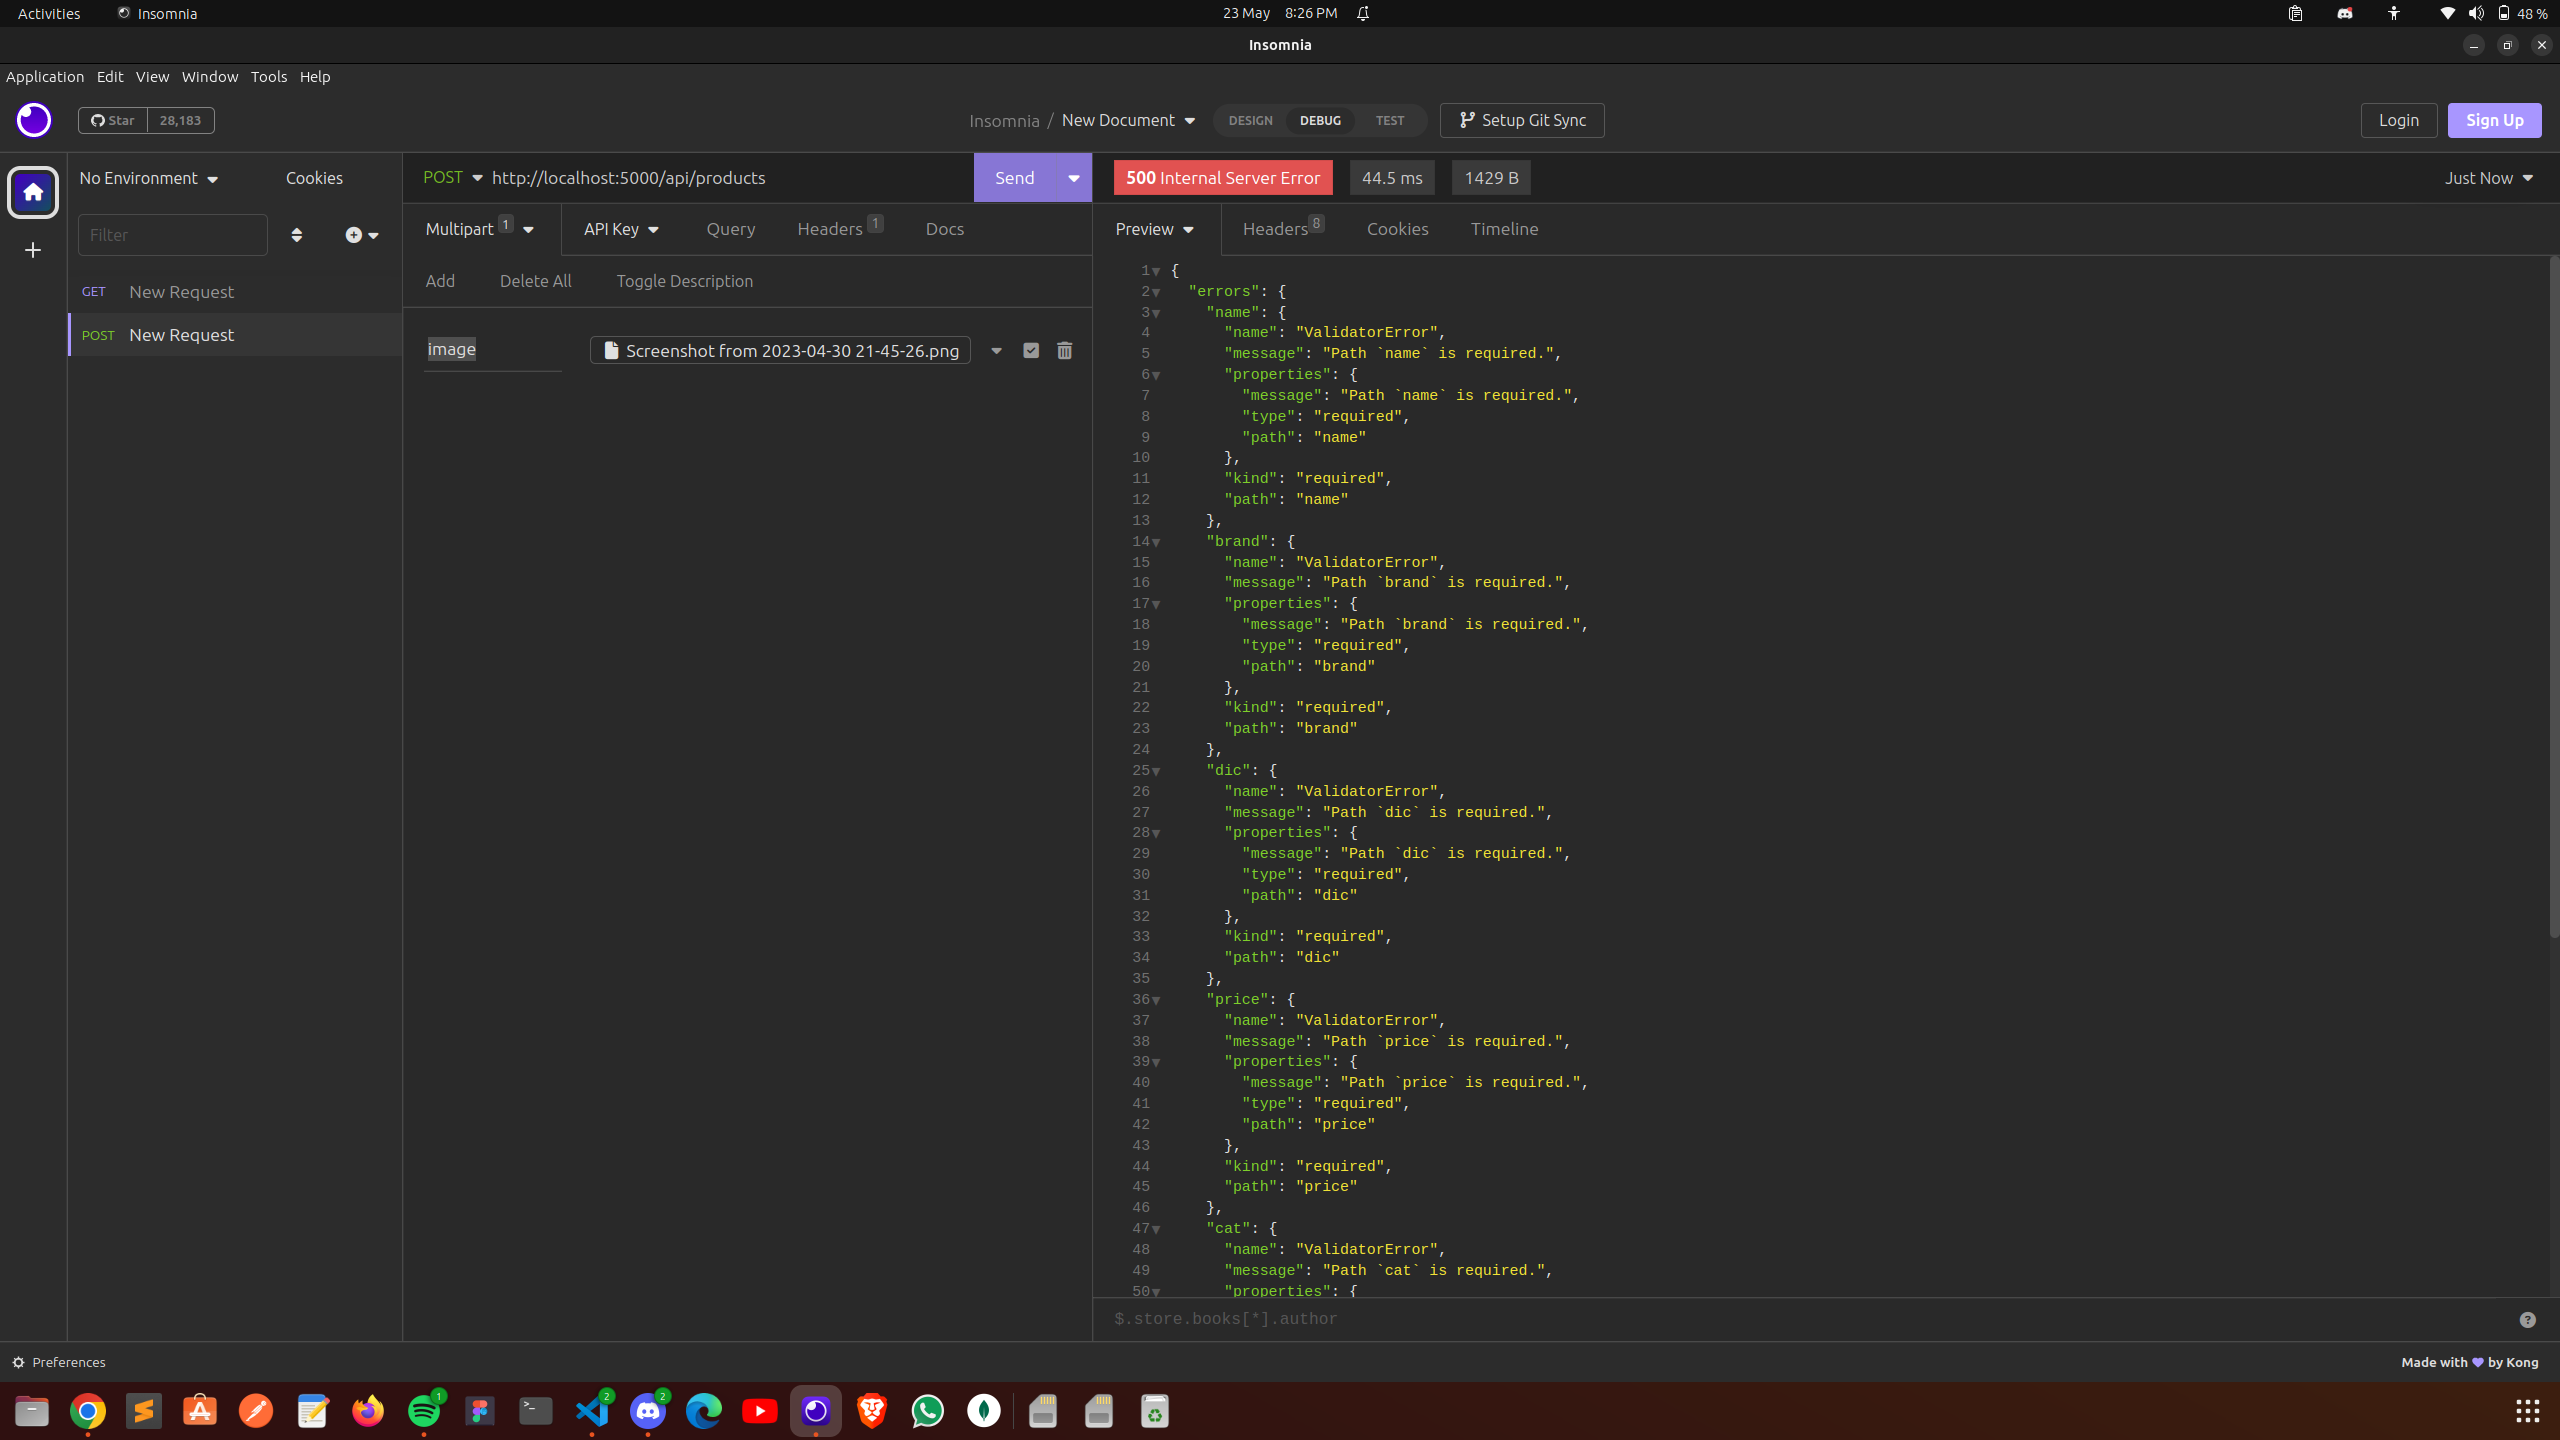 Activities Insomnia 23 May 8:26 PM 48 %
Insomnia
Application Edit View Window Tools Help
Star 28,183 Insomnia / New Document DESIGN DEBUG TEST Setup Git Sync Login Sign Up
No Environment Cookies
Filter
GET New Request
POST New Request
POST http://localhost:5000/api/products Send
Multipart 1 API Key Query Headers 1 Docs
Add Delete All Toggle Description
image Screenshot from 2023-04-30 21-45-26.png
500 Internal Server Error 44.5 ms 1429 B Just Now
Preview Headers 8 Cookies Timeline
1 {
2 "errors": {
3 "name": {
4 "name": "ValidatorError",
5 "message": "Path `name` is required.",
6 "properties": {
7 "message": "Path `name` is required.",
8 "type": "required",
9 "path": "name"
10 },
11 "kind": "required",
12 "path": "name"
13 },
14 "brand": {
15 "name": "ValidatorError",
16 "message": "Path `brand` is required.",
17 "properties": {
18 "message": "Path `brand` is required.",
19 "type": "required",
20 "path": "brand"
21 },
22 "kind": "required",
23 "path": "brand"
24 },
25 "dic": {
26 "name": "ValidatorError",
27 "message": "Path `dic` is required.",
28 "properties": {
29 "message": "Path `dic` is required.",
30 "type": "required",
31 "path": "dic"
32 },
33 "kind": "required",
34 "path": "dic"
35 },
36 "price": {
37 "name": "ValidatorError",
38 "message": "Path `price` is required.",
39 "properties": {
40 "message": "Path `price` is required.",
41 "type": "required",
42 "path": "price"
43 },
44 "kind": "required",
45 "path": "price"
46 },
47 "cat": {
48 "name": "ValidatorError",
49 "message": "Path `cat` is required.",
50 "properties": {
$.store.books[*].author
Preferences Made with by Kong
1 2 2